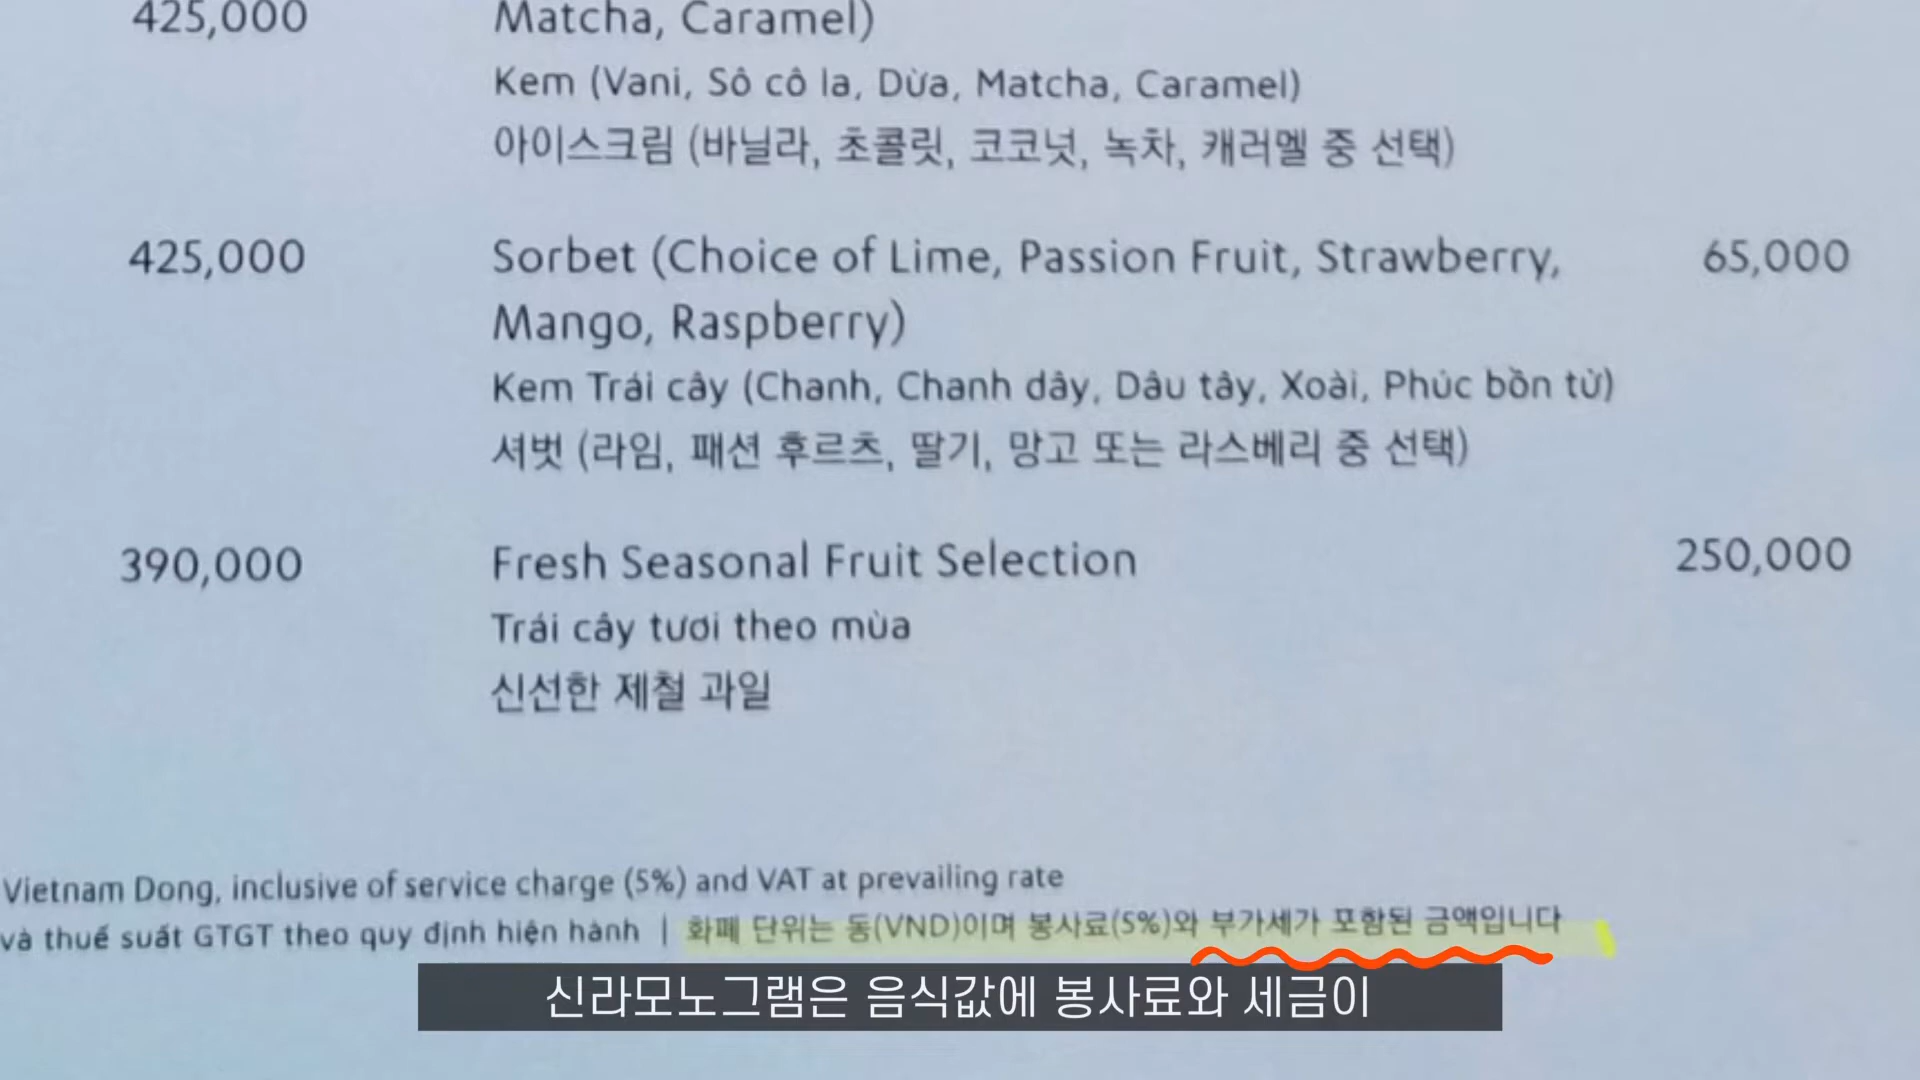 425,000
Matcha, Caramel)
Kem (Vani, Sô cô la, Dừa, Matcha, Caramel)
아이스크림 (바닐라, 초콜릿, 코코넛, 녹차, 캐러멜 중 선택)
425,000
Sorbet (Choice of Lime, Passion Fruit, Strawberry,
65,000
Mango, Raspberry)
Kem Trái cây (Chanh, Chanh dây, Dâu tây, Xoài, Phúc bồn tử)
셔벗 (라임, 패션 후르츠, 딸기, 망고 또는 라스베리 중 선택)
390,000
Fresh Seasonal Fruit Selection
250,000
Trái cây tươi theo mùa
신선한 제철 과일
Vietnam Dong, inclusive of service charge (5%) and VAT at prevailing rate
và thuế suất GTGT theo quy định hiện hành | 화폐 단위는 동(VND)이며 봉사료(5%)와 부가세가 포함된 금액입니다
신라모노그램은 음식값에 봉사료와 세금이